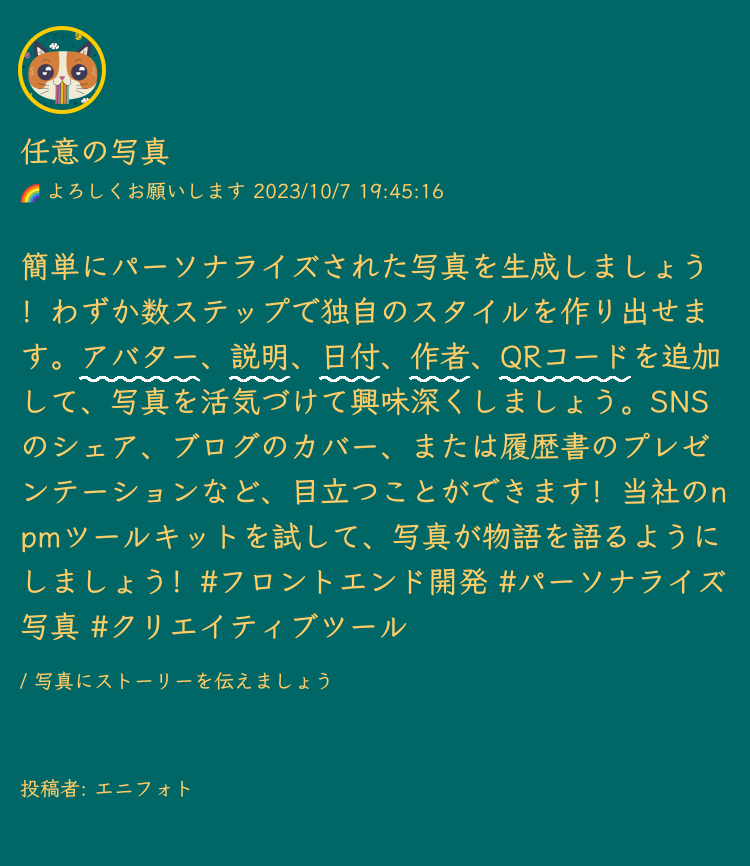 任意の写真
🌈 よろしくお願いします 2023/10/7 19:45:16
簡単にパーソナライズされた写真を生成しましょう
！わずか数ステップで独自のスタイルを作り出せま
す。アバター、説明、日付、作者、QRコードを追加
して、写真を活気づけて興味深くしましょう。SNS
のシェア、ブログのカバー、または履歴書のプレゼ
ンテーションなど、目立つことができます！当社のn
pmツールキットを試して、写真が物語を語るように
しましょう！#フロントエンド開発 #パーソナライズ
写真 #クリエイティブツール
/ 写真にストーリーを伝えましょう
投稿者: エニフォト